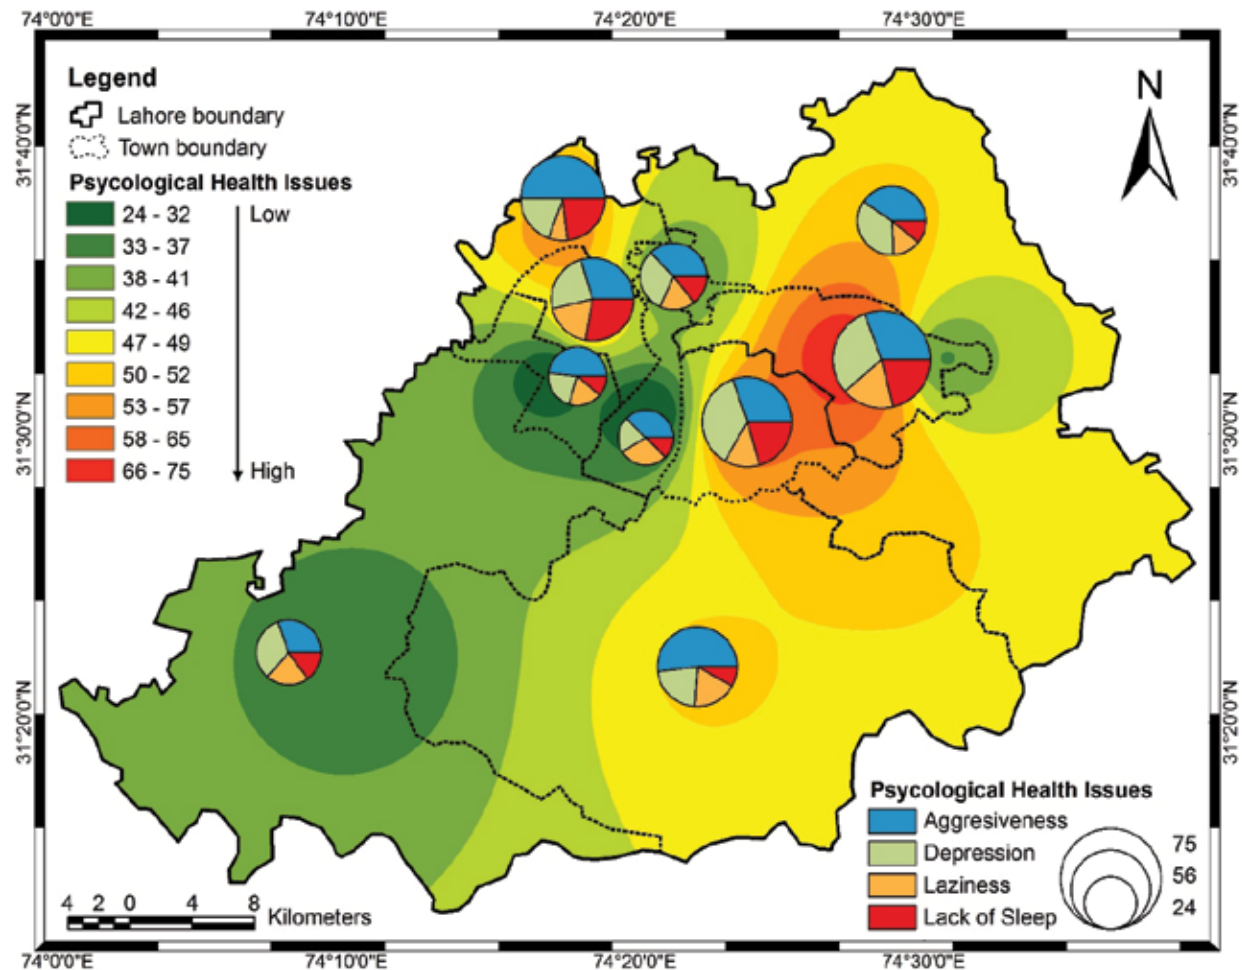 74°0'0"E 74°10'0"E 74°20'0"E 74°30'0"E
N
Legend
Lahore boundary
Town boundary
Psycological Health Issues
24 - 32 Low
33 - 37
38 - 41
42 - 46
47 - 49
50 - 52
53 - 57
58 - 65
66 - 75 High
31°40'0"N 31°40'0"N
31°30'0"N 31°30'0"N
31°20'0"N 31°20'0"N
Psycological Health Issues
Aggresiveness
Depression
Laziness
Lack of Sleep
75
56
24
4 2 0 4 8
Kilometers
74°0'0"E 74°10'0"E 74°20'0"E 74°30'0"E